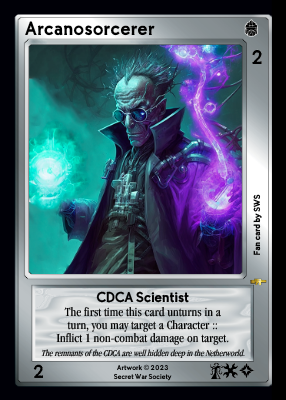 Arcanosorcerer
2
Fan card by SWS
CDCA Scientist
The first time this card unturns in a
turn, you may target a Character ::
Inflict 1 non-combat damage on target.
The remnants of the CDCA are well hidden deep in the Netherworld.
2
Artwork © 2023
Secret War Society